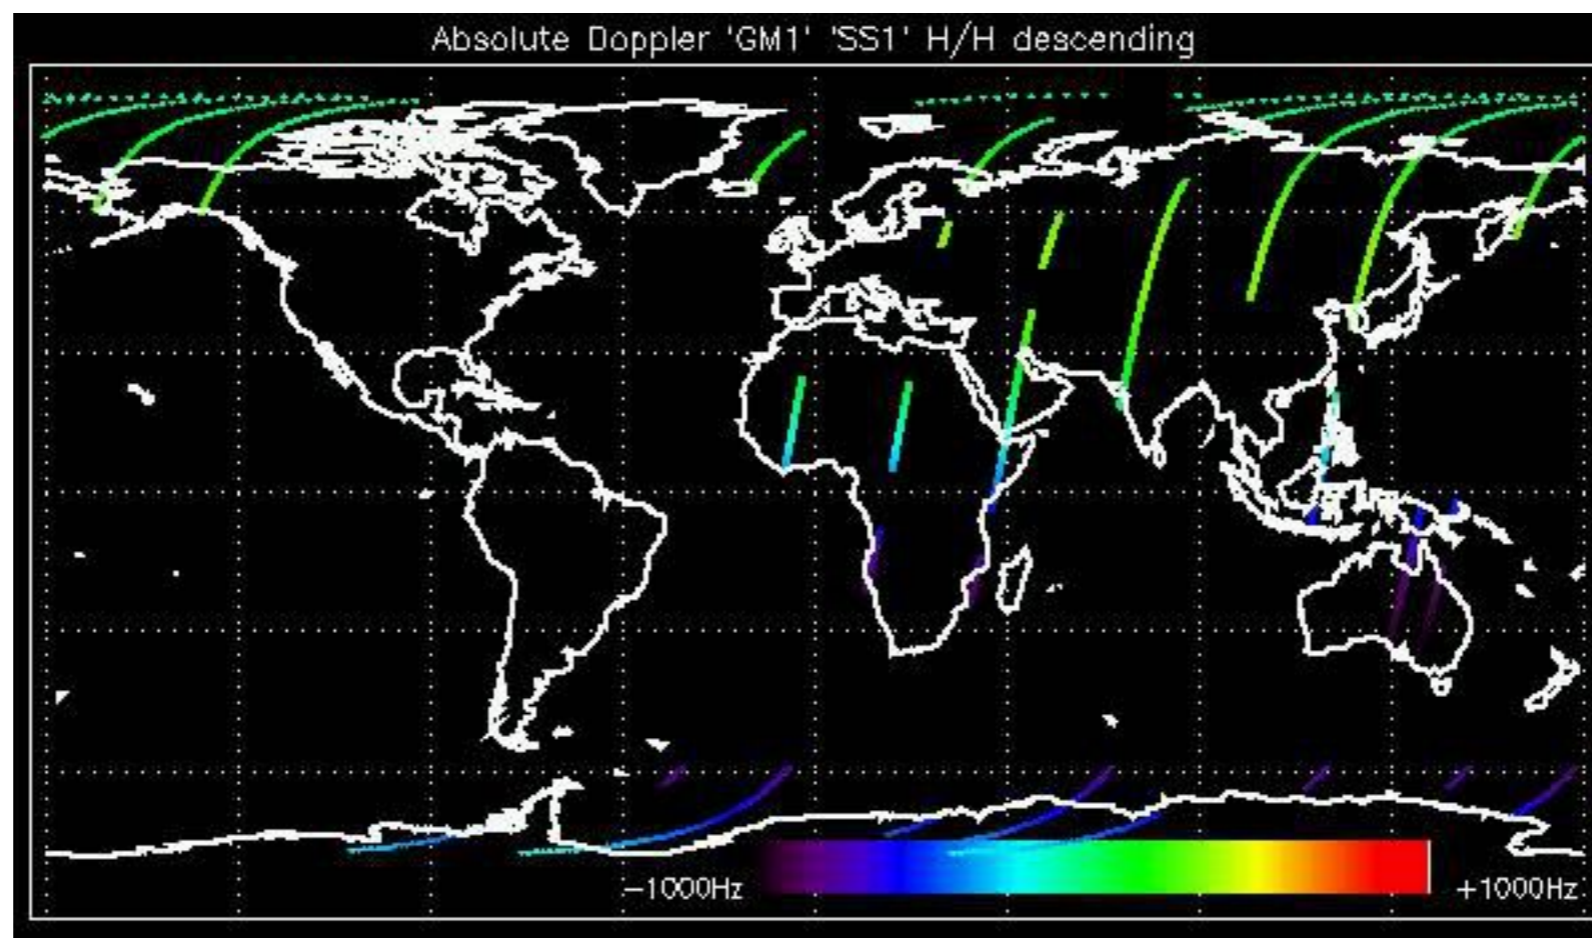 Absolute Doppler 'GM1' 'SS1' H/H descending
−1000Hz
+1000Hz